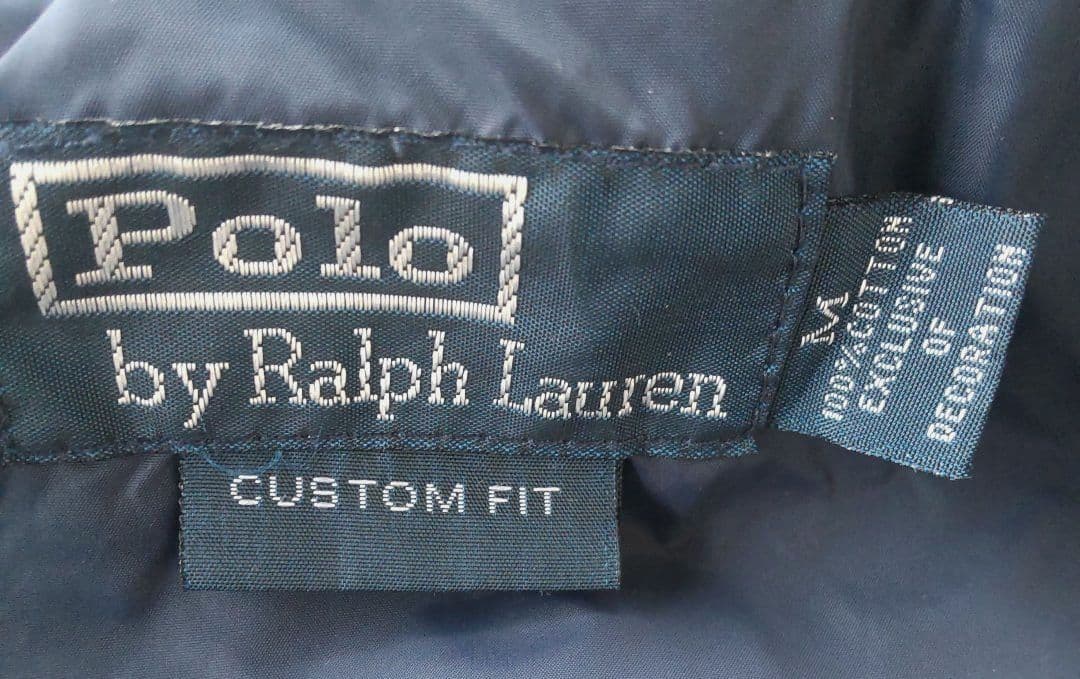 Polo
by Ralph Lauren
CUSTOM FIT
M
100%COTTON
EXCLUSIVE
OF
DECORATION